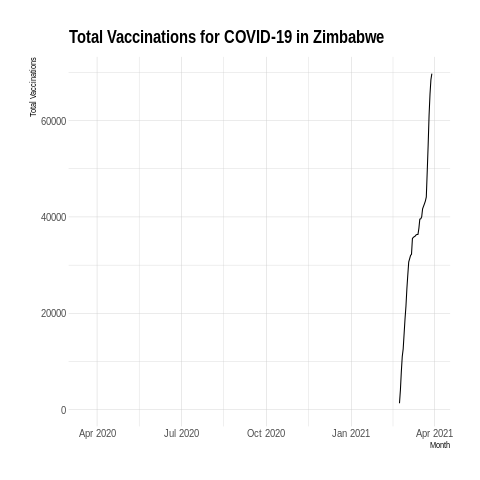 Total Vaccinations for COVID-19 in Zimbabwe
Total Vaccinations
60000
40000
20000
0
Apr 2020 Jul 2020 Oct 2020 Jan 2021 Apr 2021
Month